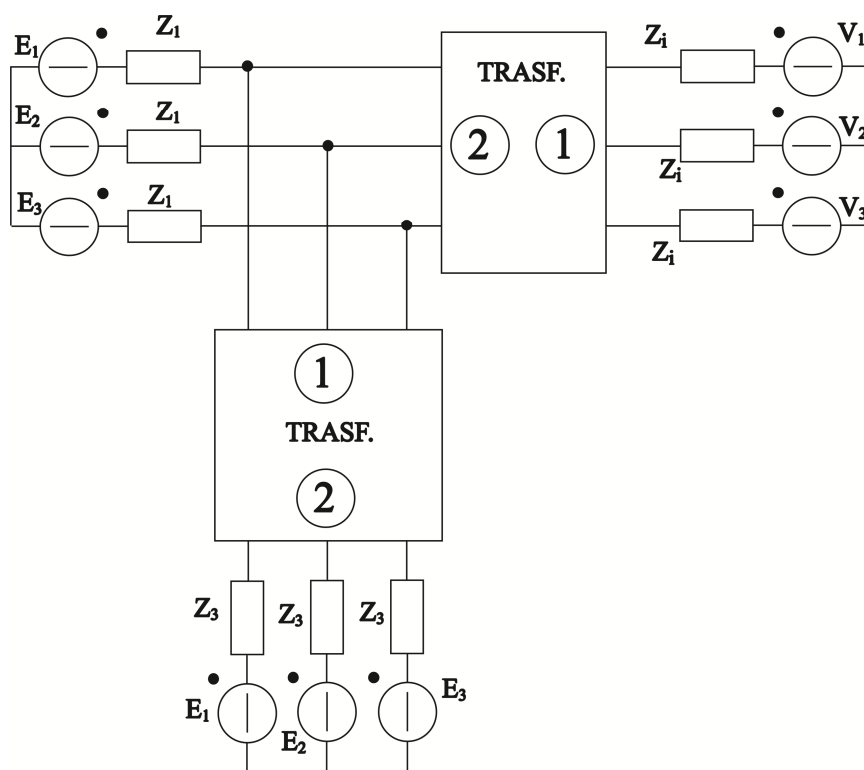 E₁ Z₁ Zᵢ V₁
TRASF.
E₂ Z₁ V₂
2 1
E₃ Z₁ Zᵢ V₃
Zᵢ
1
TRASF.
2
Z₃ Z₃ Z₃
E₁ E₂ E₃